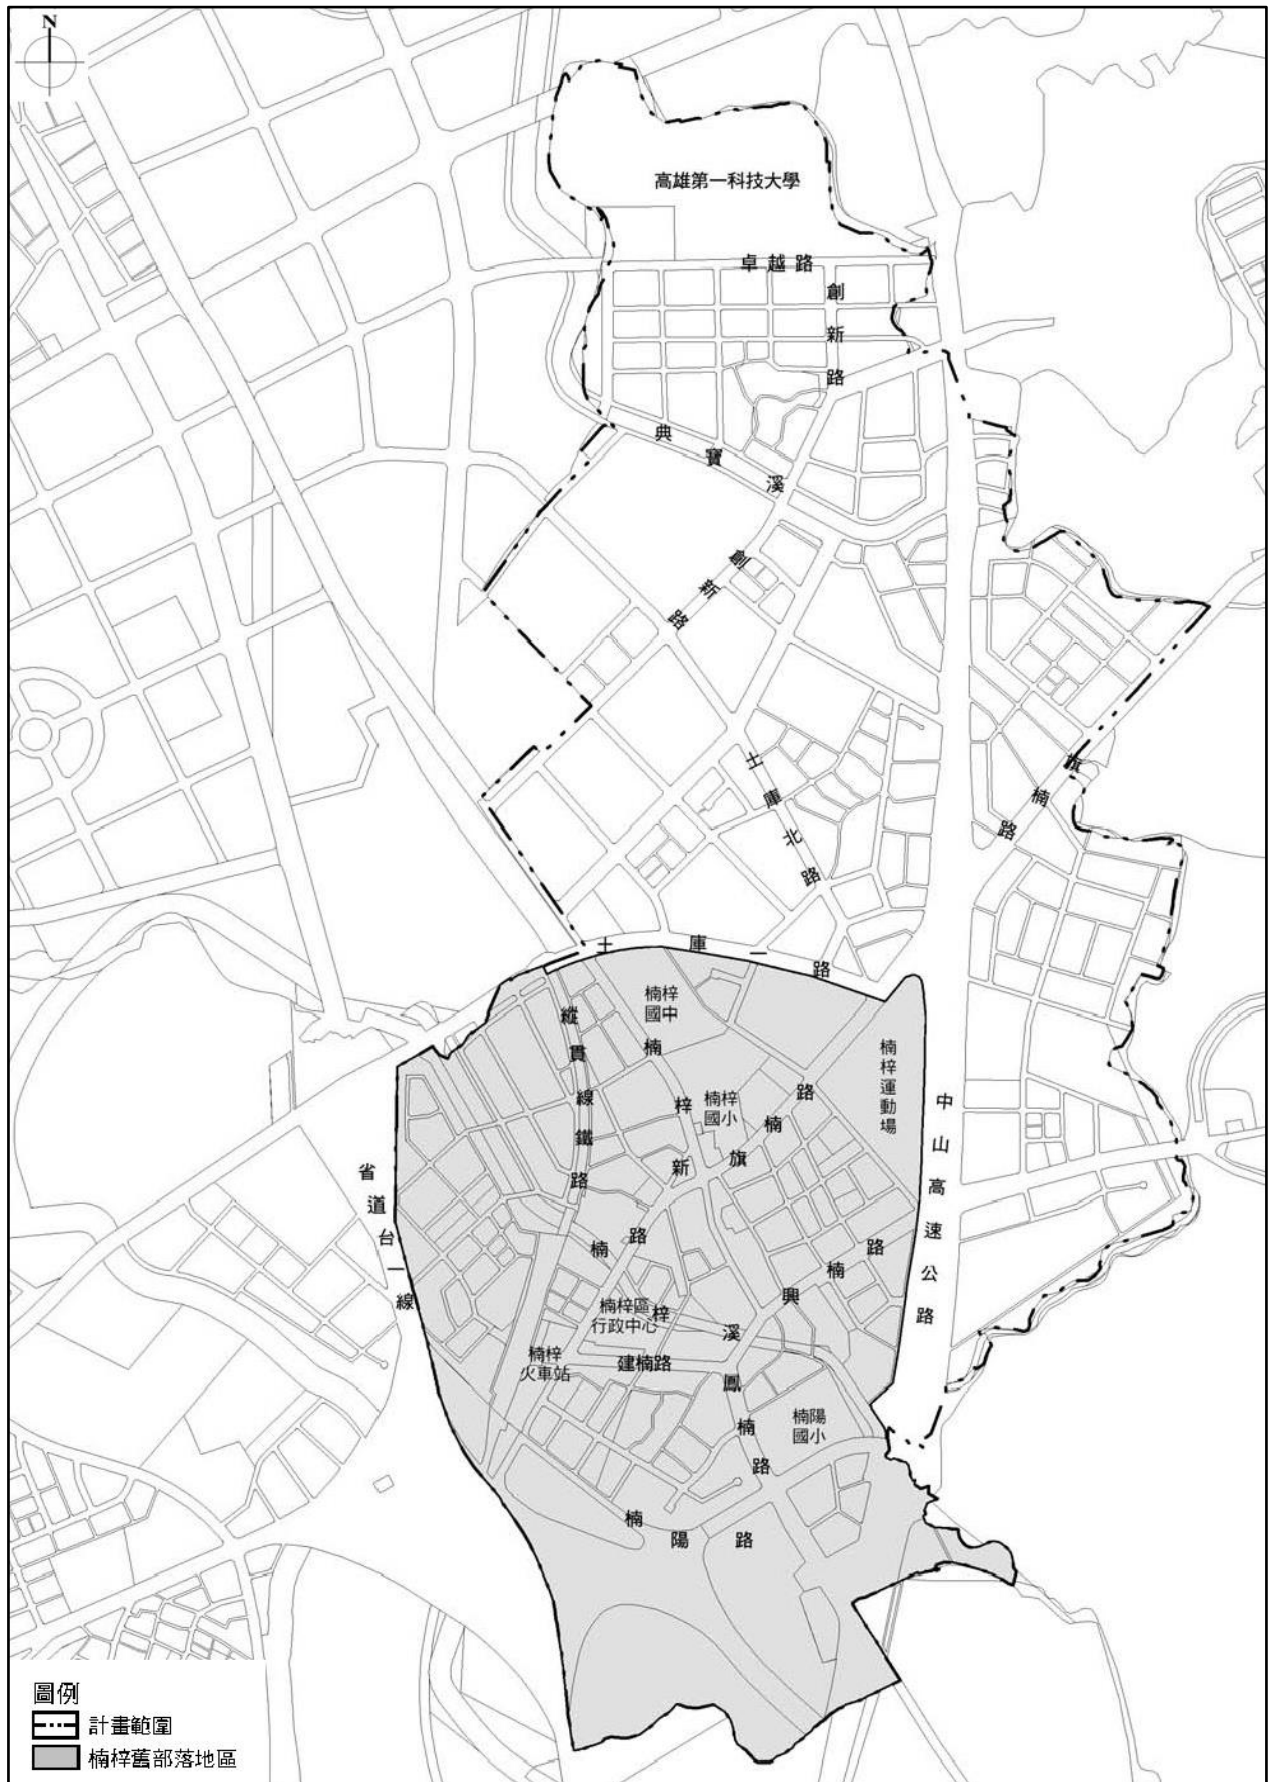 N
高雄第一科技大學
卓越路
創新路
典寶溪
創新路
土庫北路
旗楠路
土庫一路
楠梓
國中
縱貫線鐵路
楠梓新路
楠梓
國小
旗楠路
楠梓運動場
中山高速公路
省道台一線
興楠路
楠梓溪
楠梓區
行政中心
楠梓
火車站
建楠路
鳳楠路
楠陽
國小
楠陽路
圖例
計畫範圍
楠梓舊部落地區